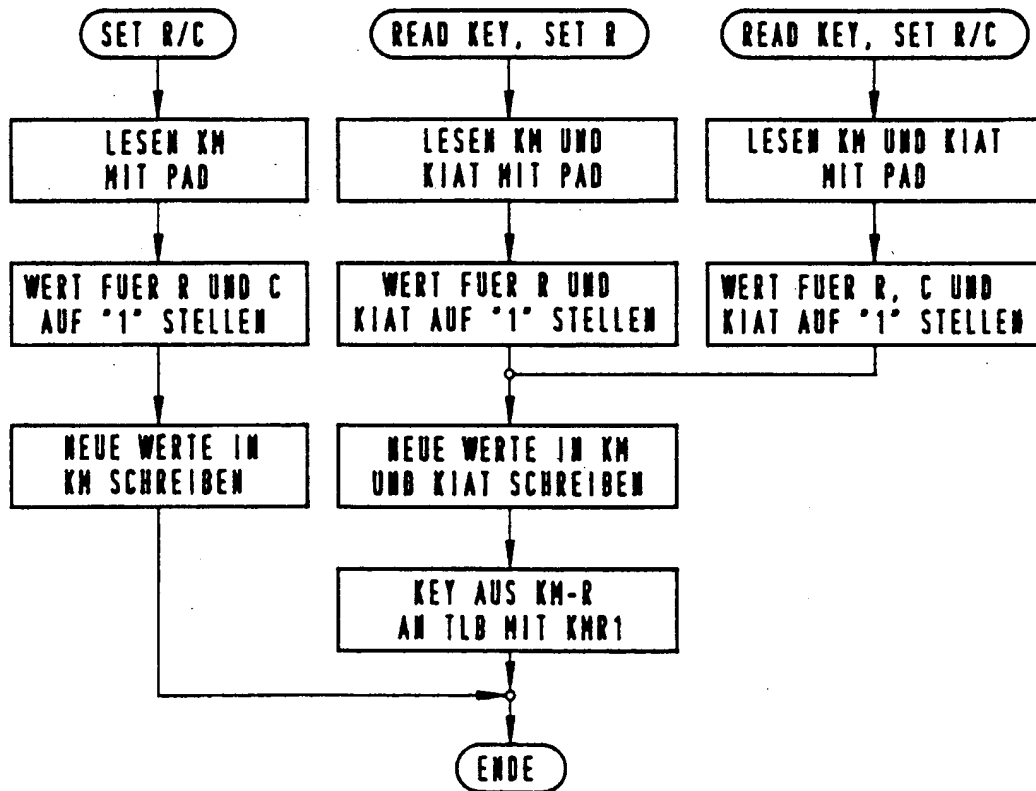 SET R/C
READ KEY, SET R
READ KEY, SET R/C
LESEN KM
MIT PAD
LESEN KM UND
KIAT MIT PAD
LESEN KM UND KIAT
MIT PAD
WERT FUER R UND C
AUF "1" STELLEN
WERT FUER R UND
KIAT AUF "1" STELLEN
WERT FUER R, C UND
KIAT AUF "1" STELLEN
NEUE WERTE IN
KM SCHREIBEN
NEUE WERTE IN KM
UND KIAT SCHREIBEN
KEY AUS KM-R
AN TLB MIT KMR1
ENDE